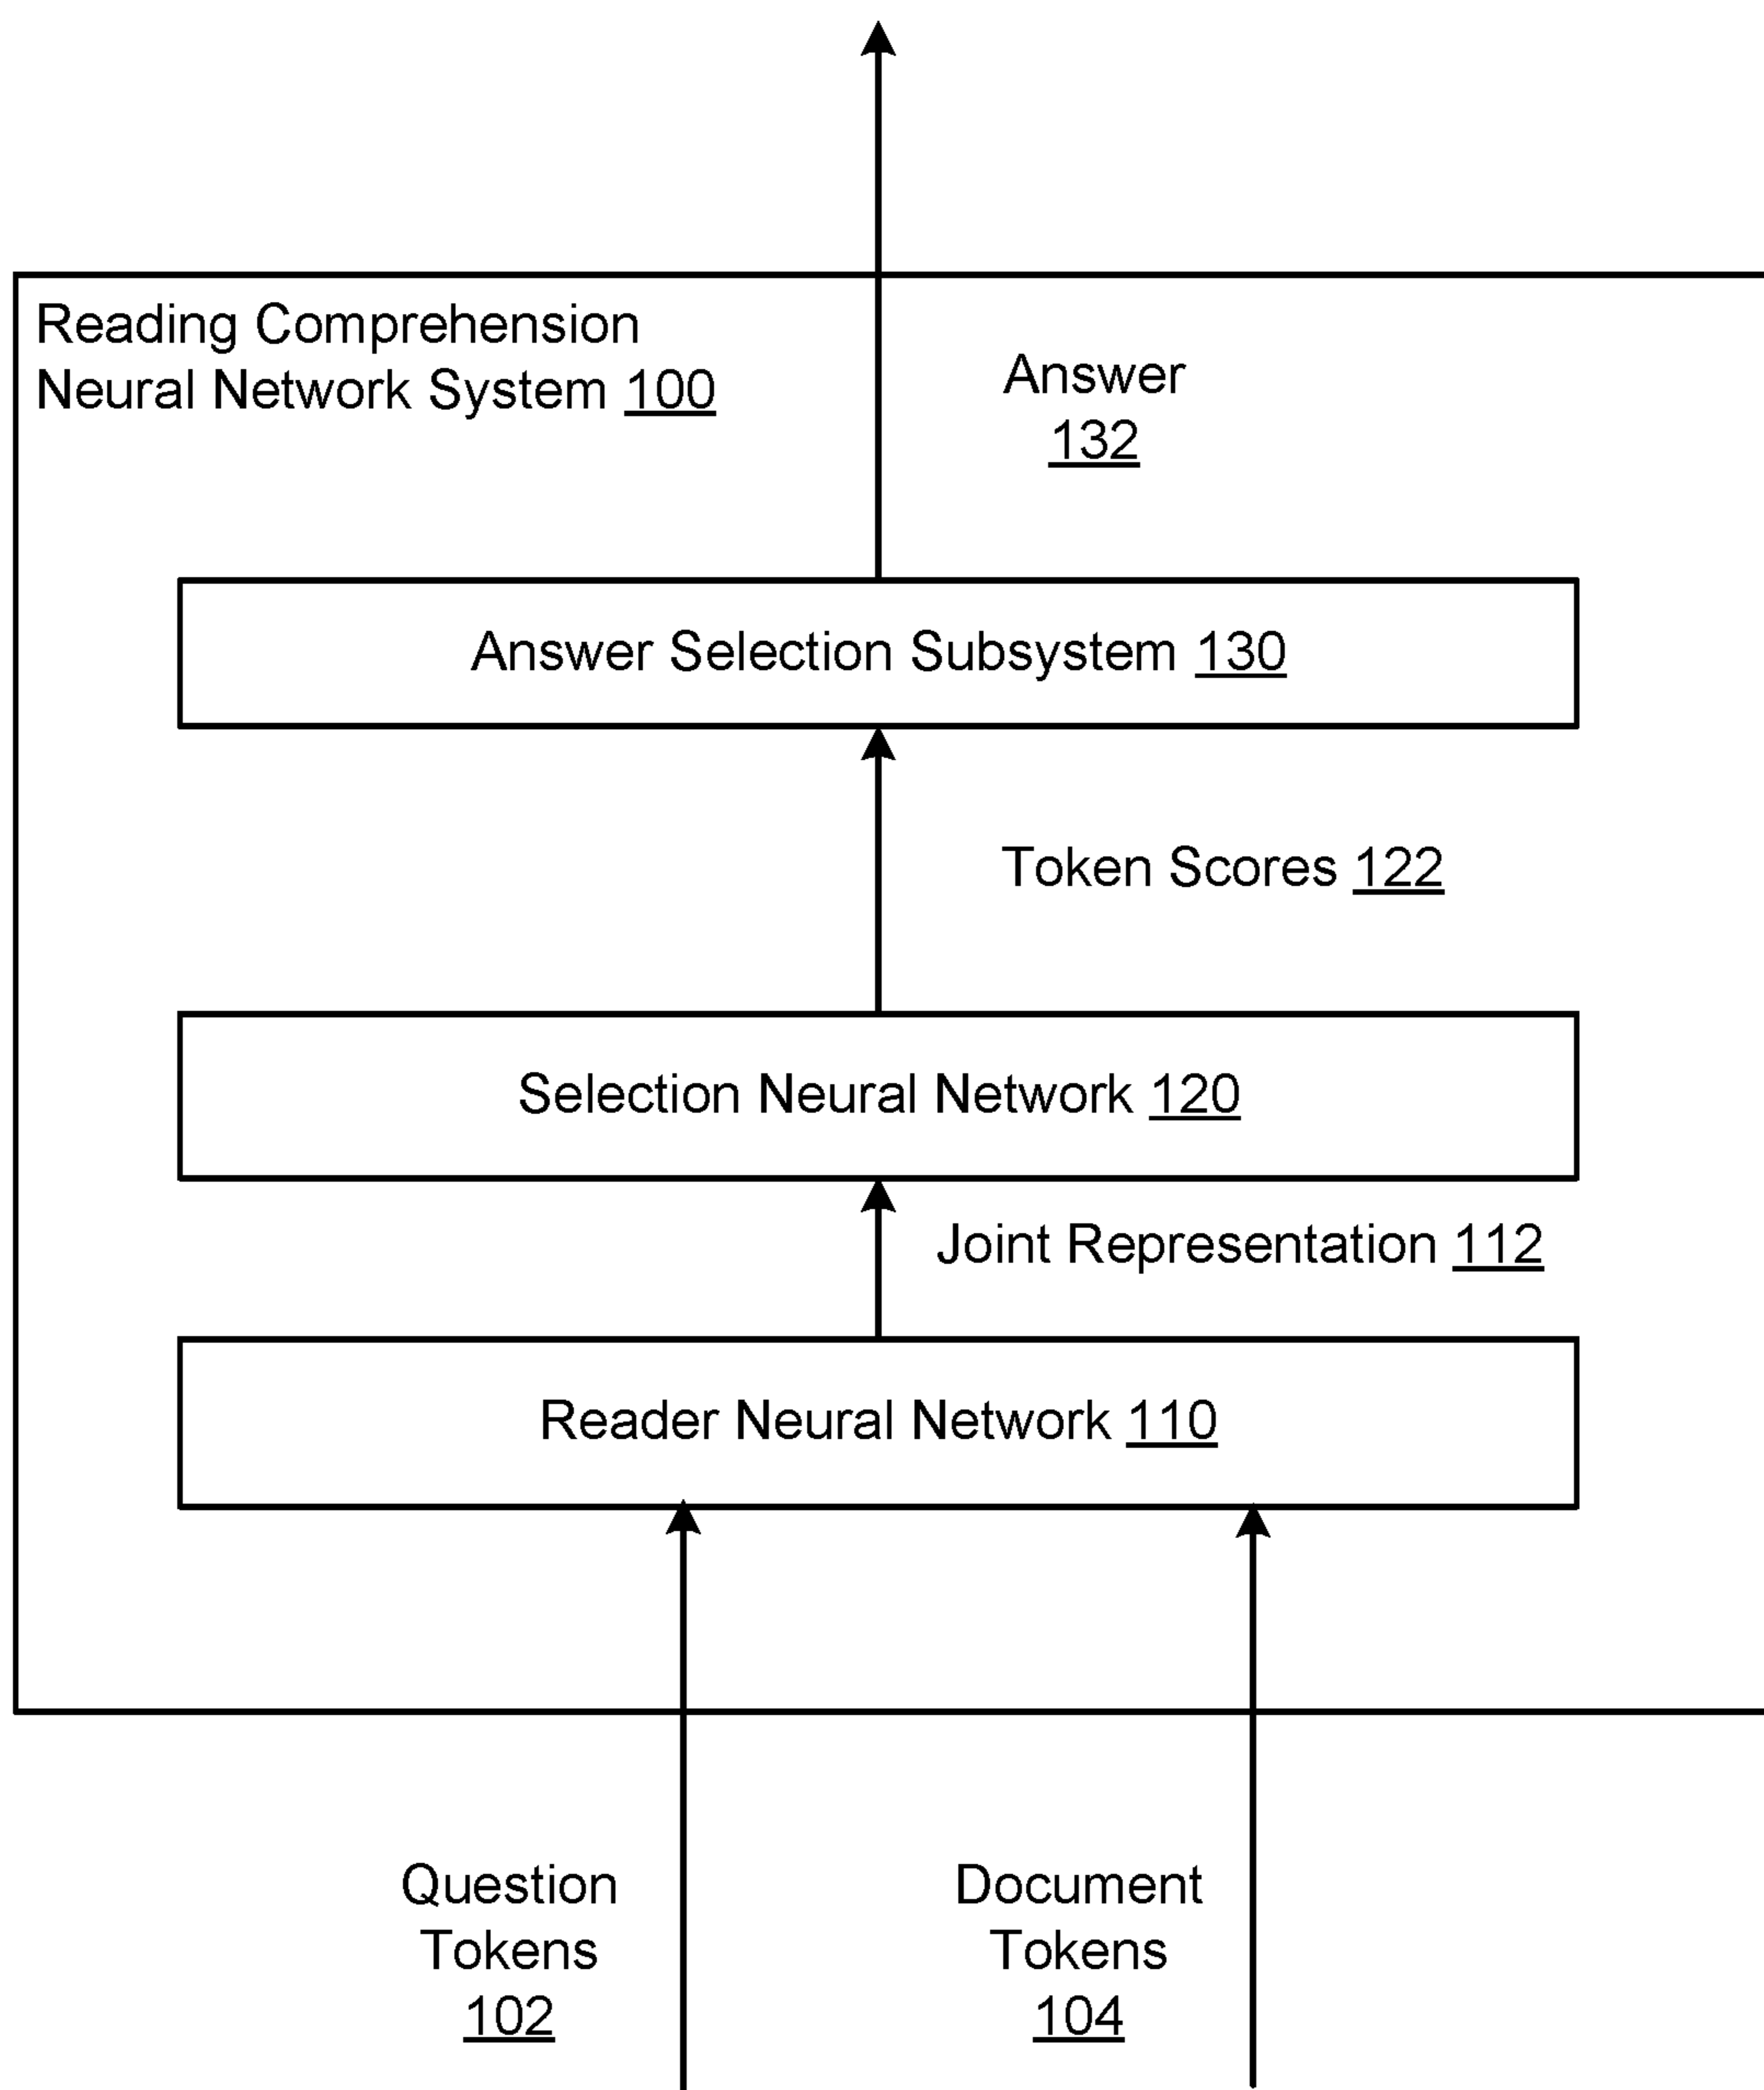 Reading Comprehension
Neural Network System 100
Answer
132
Answer Selection Subsystem 130
Token Scores 122
Selection Neural Network 120
Joint Representation 112
Reader Neural Network 110
Question
Tokens
102
Document
Tokens
104